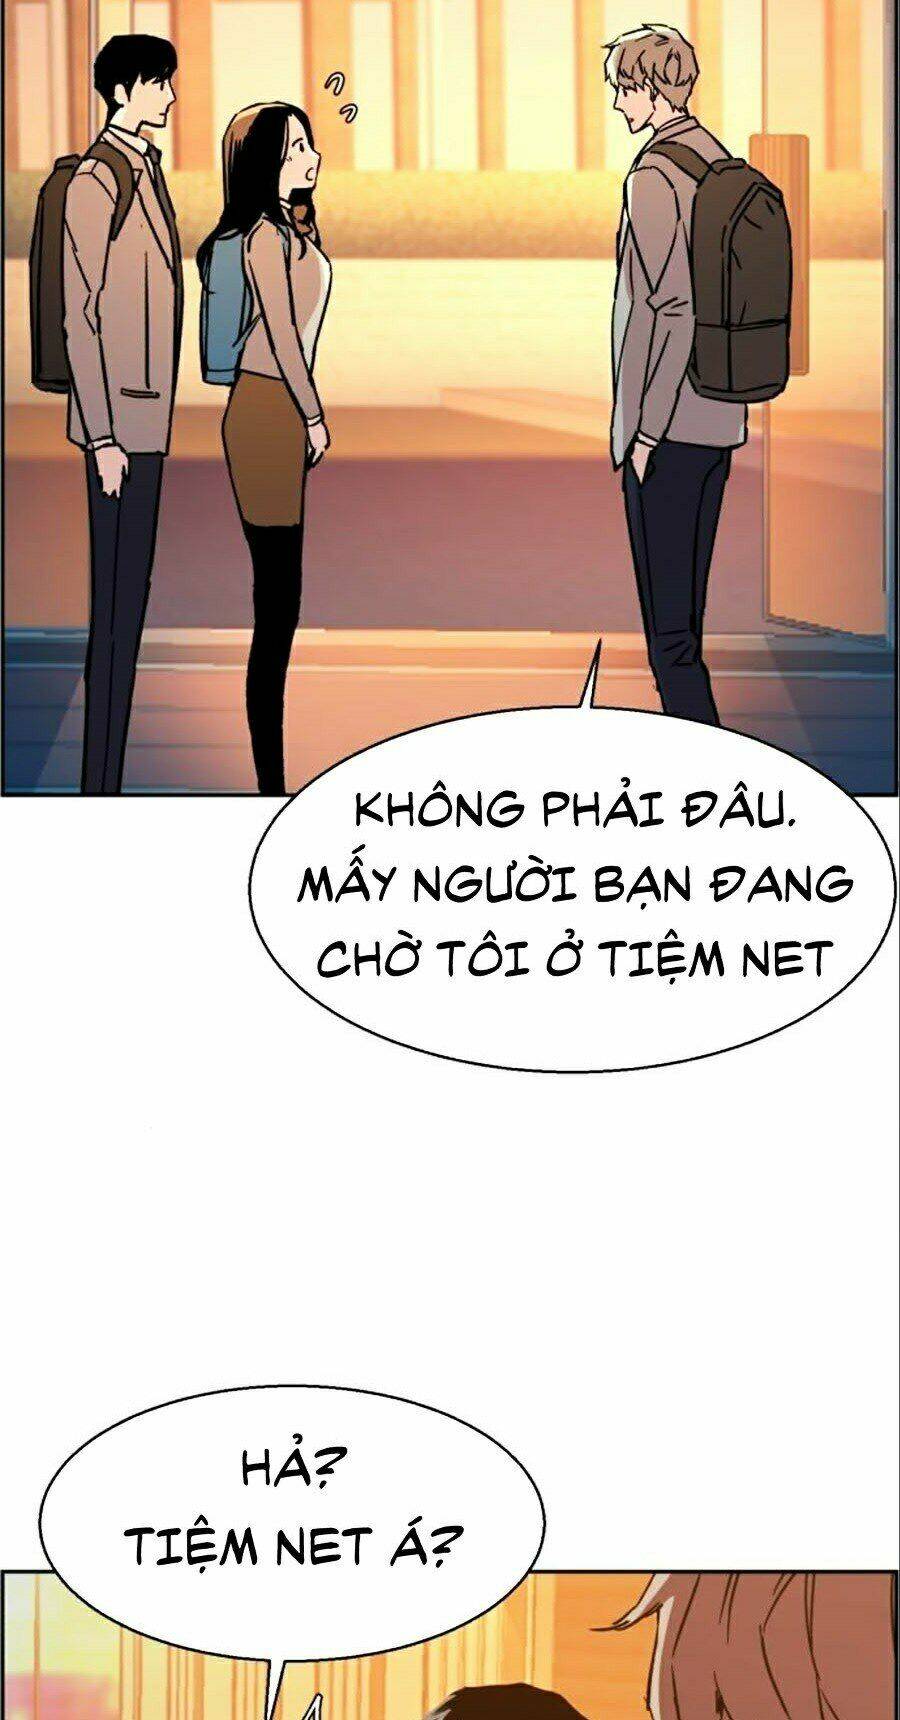 KHÔNG PHẢI ĐÂU.
MẤY NGƯỜI BẠN ĐANG
CHỜ TÔI Ở TIỆM NET
HẢ?
TIỆM NET Á?